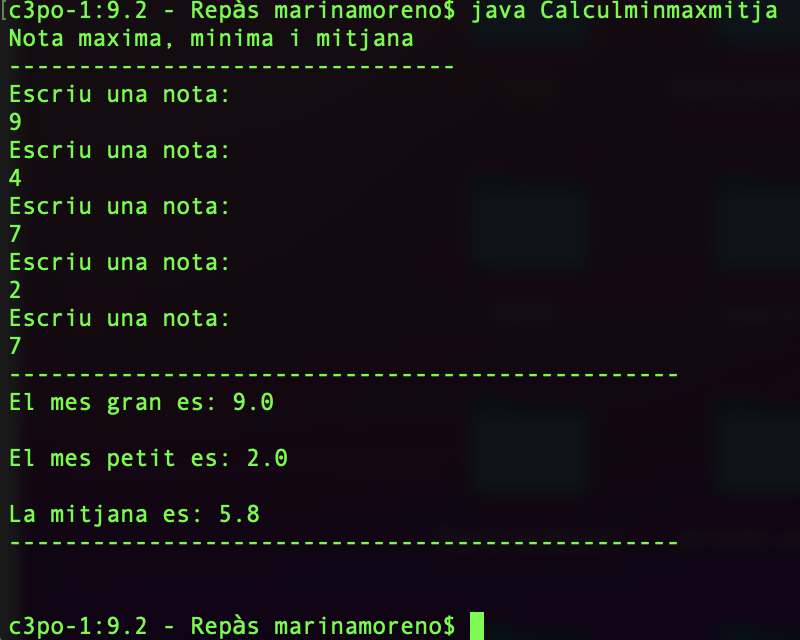 [c3po-1:9.2 - Repàs marinamoreno$ java Calculminmaxmitja
Nota maxima, minima i mitjana
--------------------------------
Escriu una nota:
9
Escriu una nota:
4
Escriu una nota:
7
Escriu una nota:
2
Escriu una nota:
7
------------------------------------------------
El mes gran es: 9.0
El mes petit es: 2.0
La mitjana es: 5.8
------------------------------------------------
c3po-1:9.2 - Repàs marinamoreno$